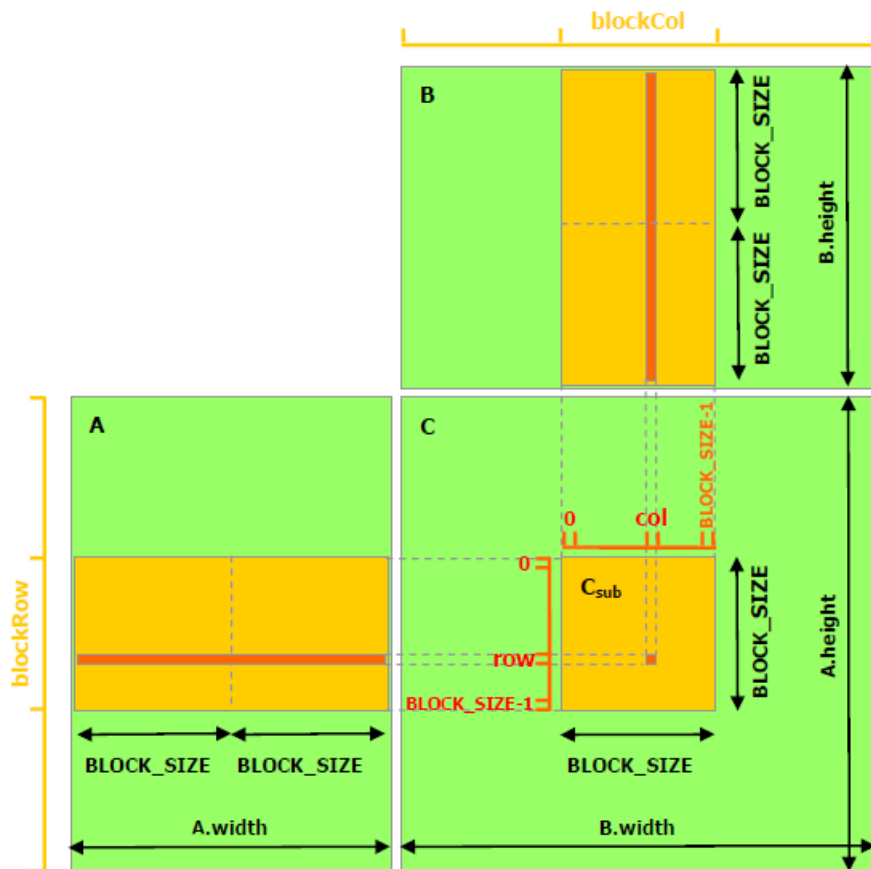 blockCol
B
BLOCK_SIZE
BLOCK_SIZE
B.height
A
C
BLOCK_SIZE-1
0
col
0
C_sub
blockRow
row
BLOCK_SIZE-1
BLOCK_SIZE
A.height
BLOCK_SIZE
BLOCK_SIZE
BLOCK_SIZE
A.width
B.width